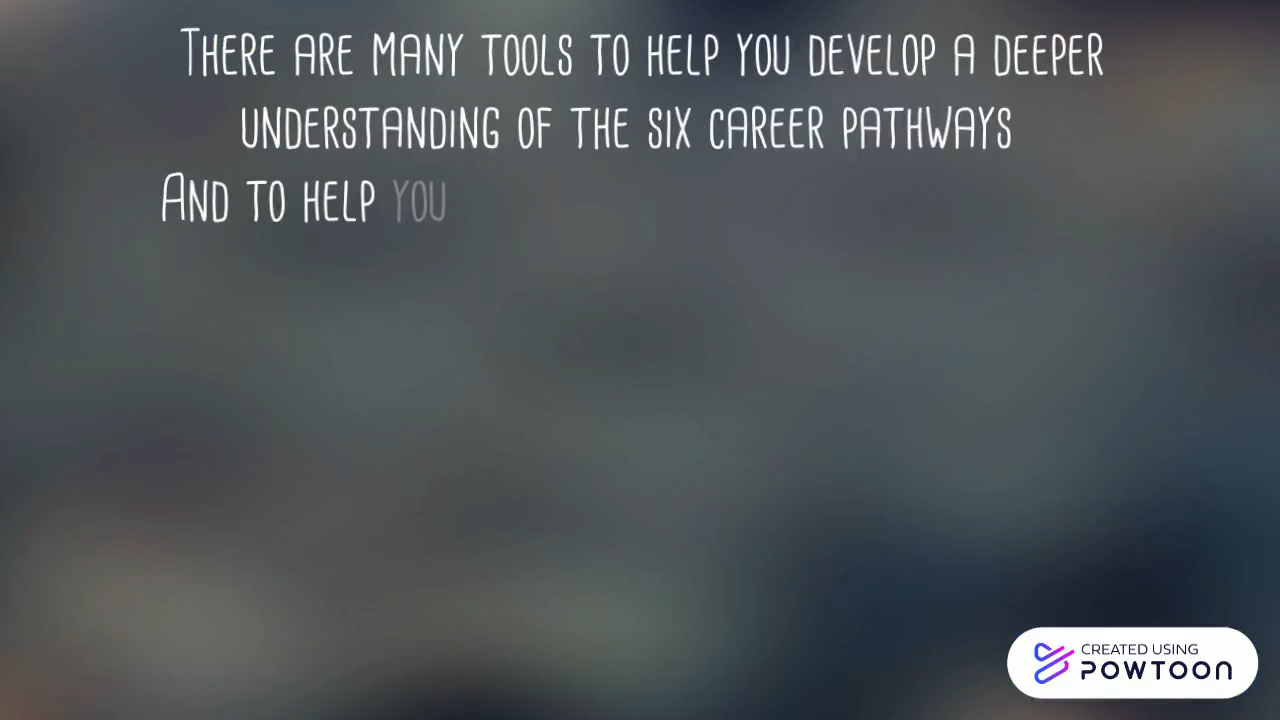 There are many tools to help you develop a deeper
understanding of the six career pathways
And to help you
CREATED USING
POWTOON